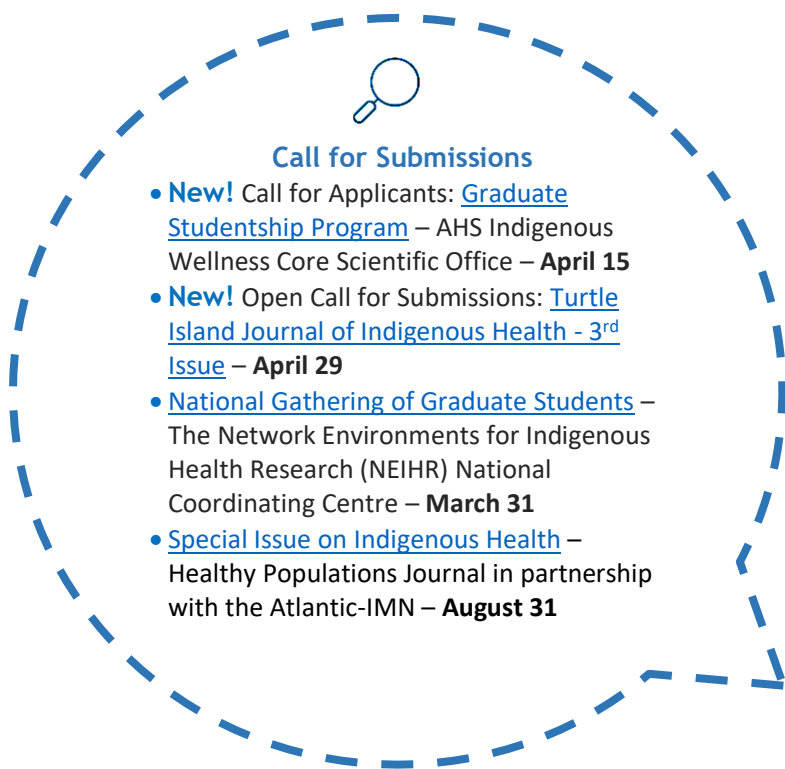 Call for Submissions
• New! Call for Applicants: Graduate
Studentship Program – AHS Indigenous
Wellness Core Scientific Office – April 15
• New! Open Call for Submissions: Turtle
Island Journal of Indigenous Health - 3rd
Issue – April 29
• National Gathering of Graduate Students –
The Network Environments for Indigenous
Health Research (NEIHR) National
Coordinating Centre – March 31
• Special Issue on Indigenous Health –
Healthy Populations Journal in partnership
with the Atlantic-IMN – August 31